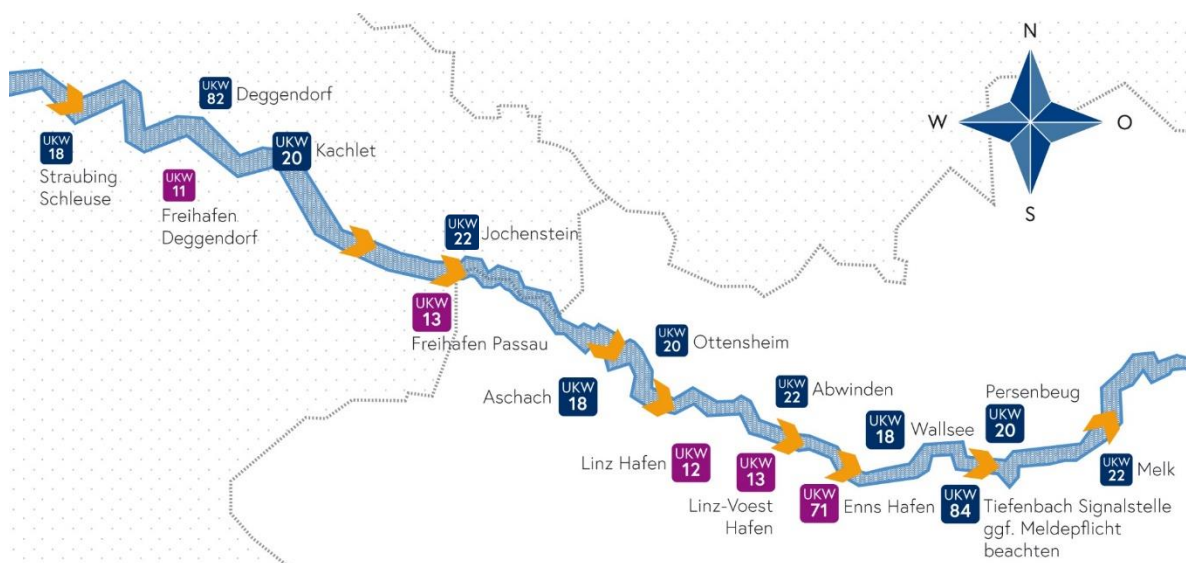 N
W
O
S
UKW
82
Deggendorf
UKW
18
Straubing
Schleuse
UKW
20
Kachlet
UKW
11
Freihafen
Deggendorf
UKW
22
Jochenstein
UKW
13
Freihafen Passau
UKW
20
Ottensheim
Aschach
UKW
18
UKW
22
Abwinden
Linz Hafen
UKW
12
UKW
13
Linz-Voest
Hafen
UKW
18
Wallsee
UKW
71
Enns Hafen
Persenbeug
UKW
20
UKW
84
Tiefenbach Signalstelle
ggf. Meldepflicht
beachten
UKW
22
Melk